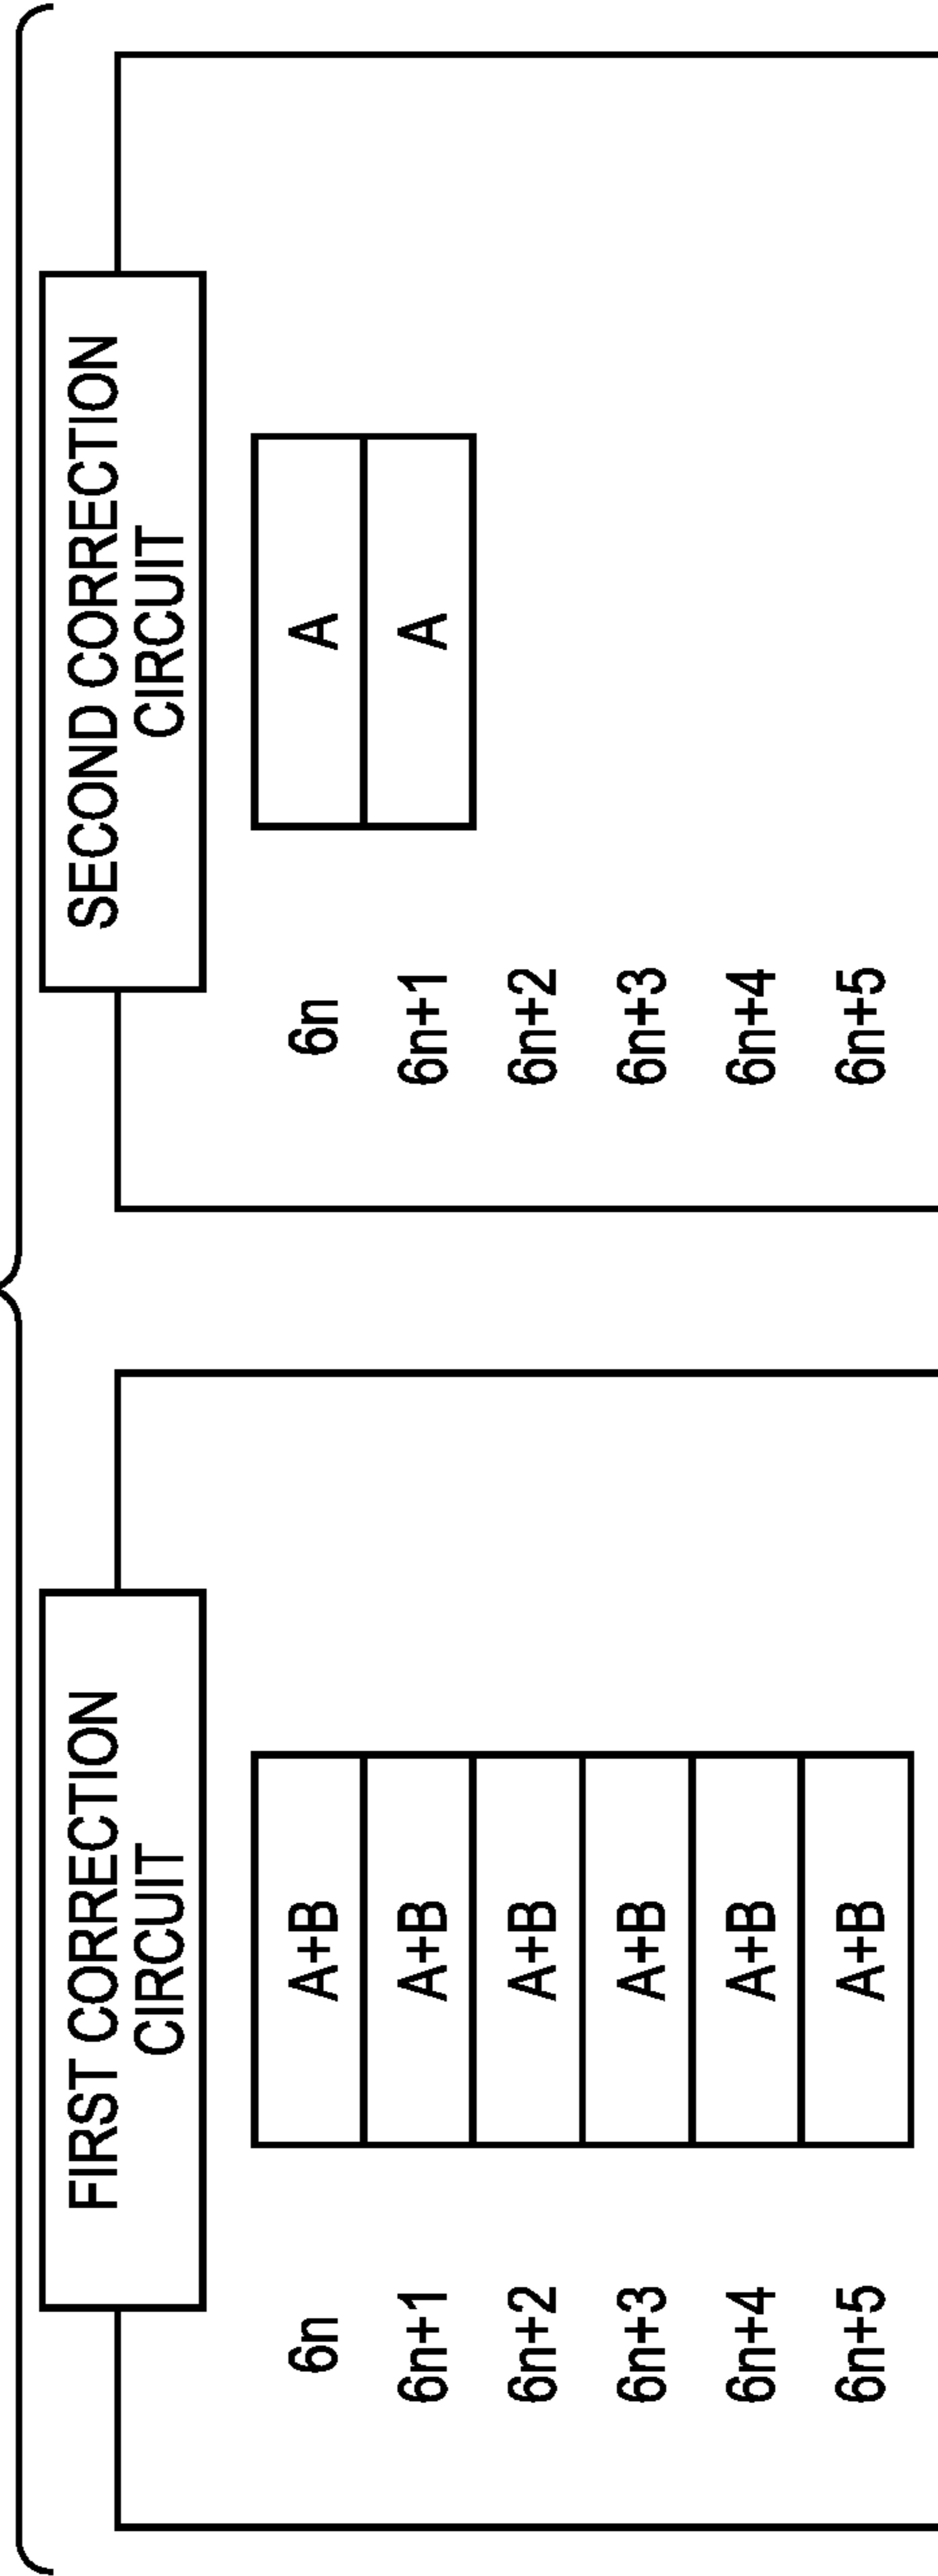 FIRST CORRECTION
CIRCUIT
6n A+B
6n+1 A+B
6n+2 A+B
6n+3 A+B
6n+4 A+B
6n+5 A+B
SECOND CORRECTION
CIRCUIT
6n A
6n+1 A
6n+2
6n+3
6n+4
6n+5